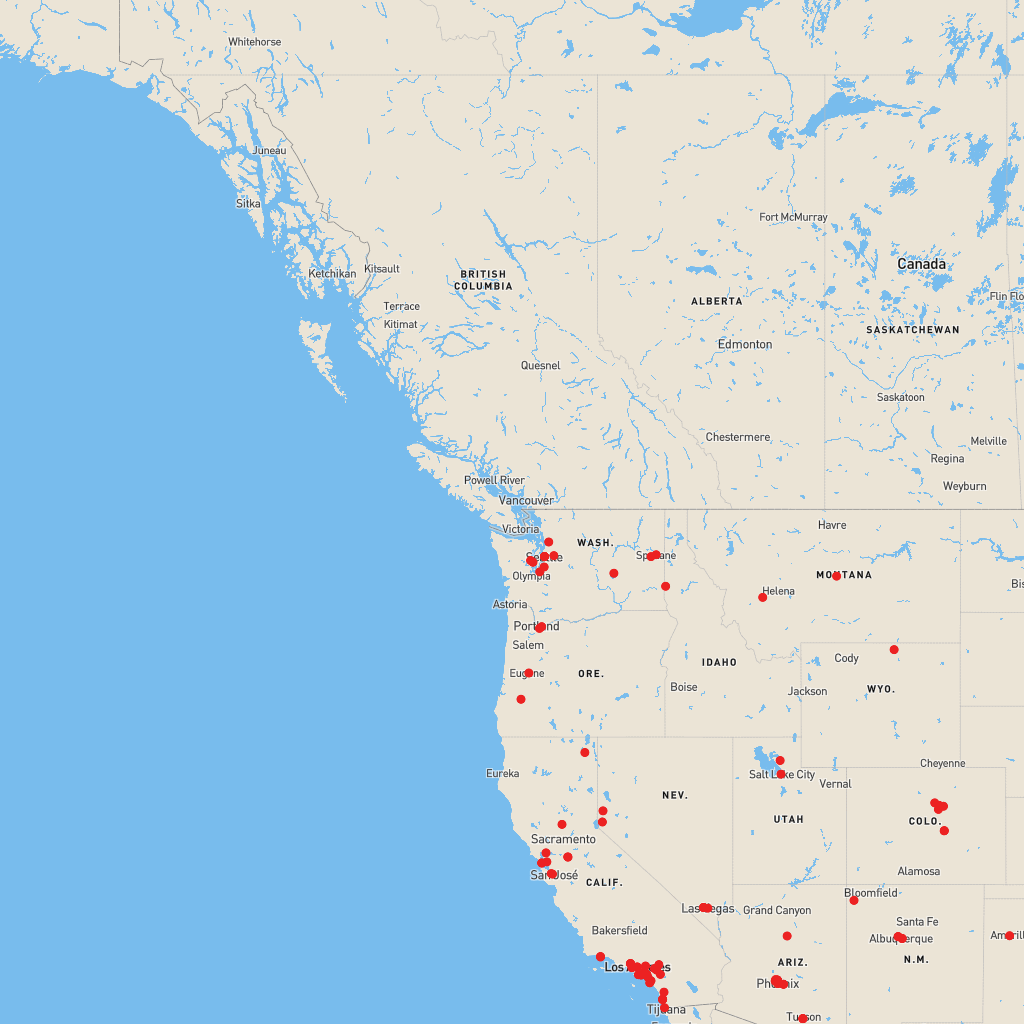 Whitehorse
Juneau
Sitka
Fort McMurray
Canada
Ketchikan
Kitsault
BRITISH
COLUMBIA
Terrace
Kitimat
ALBERTA
Flin Flo
SASKATCHEWAN
Edmonton
Quesnel
Saskatoon
Chestermere
Melville
Regina
Weyburn
Powell River
Vancouver
Victoria
Havre
WASH.
Seattle
Spokane
Olympia
MONTANA
Helena
Bis
Astoria
Portland
Salem
Cody
IDAHO
Eugene
ORE.
Boise
Jackson
WYO.
Eureka
Salt Lake City
Cheyenne
Vernal
NEV.
UTAH
COLO.
Sacramento
San José
CALIF.
Alamosa
Bloomfield
Las Vegas
Grand Canyon
Santa Fe
Bakersfield
Albuquerque
Amarill
ARIZ.
N.M.
Los Angeles
Phoenix
Tijuana
Tucson